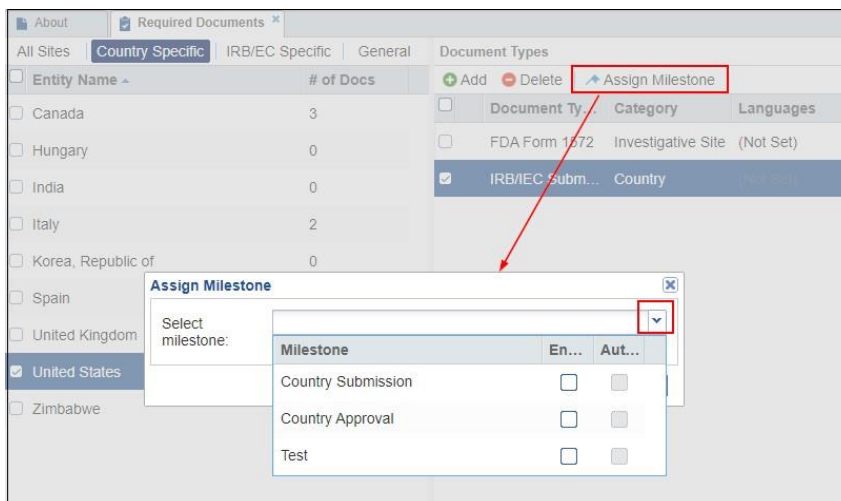 About
Required Documents
All Sites Country Specific IRB/EC Specific General
Document Types
Entity Name # of Docs
Add Delete Assign Milestone
Document Ty... Category Languages
Canada 3
FDA Form 1572 Investigative Site (Not Set)
Hungary 0
IRB/IEC Subm... Country (Not Set)
India 0
Italy 2
Korea, Republic of 0
Spain
United Kingdom
United States
Zimbabwe
Assign Milestone
Select
milestone:
Milestone En... Aut...
Country Submission
Country Approval
Test